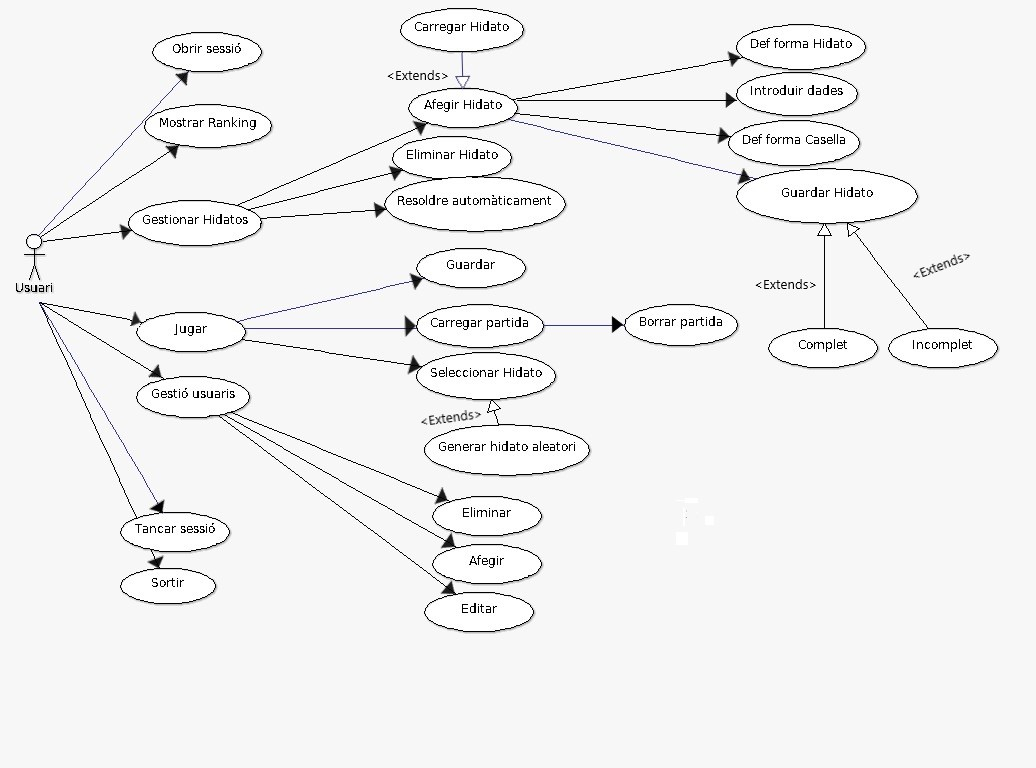 Carregar Hidato
Obrir sessió
Def forma Hidato
<Extends>
Afegir Hidato
Introduir dades
Mostrar Ranking
Def forma Casella
Eliminar Hidato
Guardar Hidato
Resoldre automàticament
Gestionar Hidatos
Usuari
Guardar
<Extends>
<Extends>
Jugar
Carregar partida
Borrar partida
Complet
Incomplet
Seleccionar Hidato
Gestió usuaris
<Extends>
Generar hidato aleatori
Eliminar
Tancar sessió
Afegir
Sortir
Editar